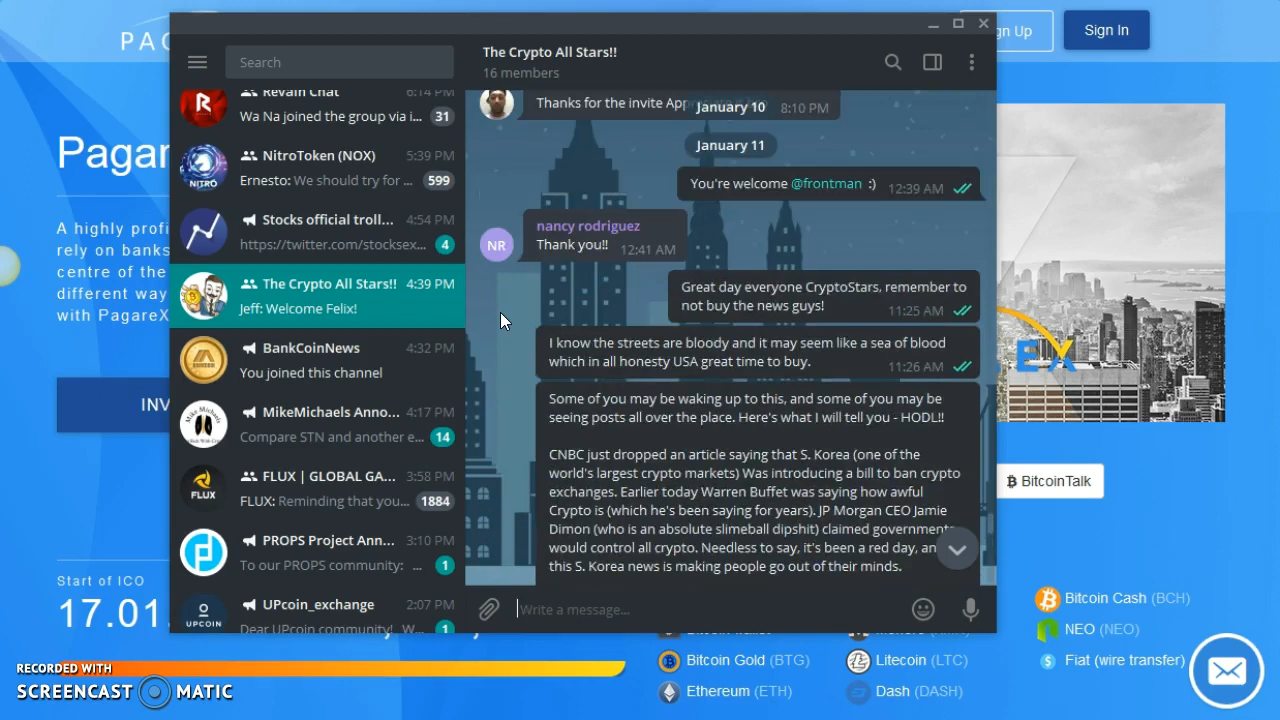 PA
gn Up
Sign In
Pagar
A highly profi
rely on banks
centre of the
different way
with PagareX
INV
Start of ICO
17.01
Search
Revain Chat 6:14 PM
Wa Na joined the group via i... 31
NitroToken (NOX) 5:39 PM
Ernesto: We should try for ... 599
NITRO
Stocks official troll... 4:54 PM
https://twitter.com/stocksex... 4
The Crypto All Stars!! 4:39 PM
Jeff: Welcome Felix!
BankCoinNews 4:32 PM
You joined this channel
MikeMichaels Anno... 4:17 PM
Compare STN and another e... 14
FLUX | GLOBAL GA... 3:58 PM
FLUX: Reminding that you... 1884
FLUX
PROPS Project Ann... 3:10 PM
To our PROPS community: ... 1
UPcoin_exchange 2:07 PM
Dear UPcoin community! W... 1
UPCOIN
The Crypto All Stars!!
16 members
Thanks for the invite App
8:10 PM
January 10
January 11
You're welcome @frontman :) 12:39 AM
NR
nancy rodriguez
Thank you!! 12:41 AM
Great day everyone CryptoStars, remember to
not buy the news guys!
11:25 AM
I know the streets are bloody and it may seem like a sea of blood
which in all honesty USA great time to buy.
11:26 AM
Some of you may be waking up to this, and some of you may be
seeing posts all over the place. Here's what I will tell you - HODL!!
CNBC just dropped an article saying that S. Korea (one of the
world's largest crypto markets) Was introducing a bill to ban crypto
exchanges. Earlier today Warren Buffet was saying how awful
Crypto is (which he's been saying for years). JP Morgan CEO Jamie
Dimon (who is an absolute slimeball dipshit) claimed governments
would control all crypto. Needless to say, it's been a red day, an
this S. Korea news is making people go out of their minds.
Write a message...
EX
BitcoinTalk
Bitcoin Cash (BCH)
NEO (NEO)
Bitcoin Gold (BTG)
Litecoin (LTC)
Fiat (wire transfer)
Ethereum (ETH)
Dash (DASH)
RECORDED WITH
SCREENCAST MATIC